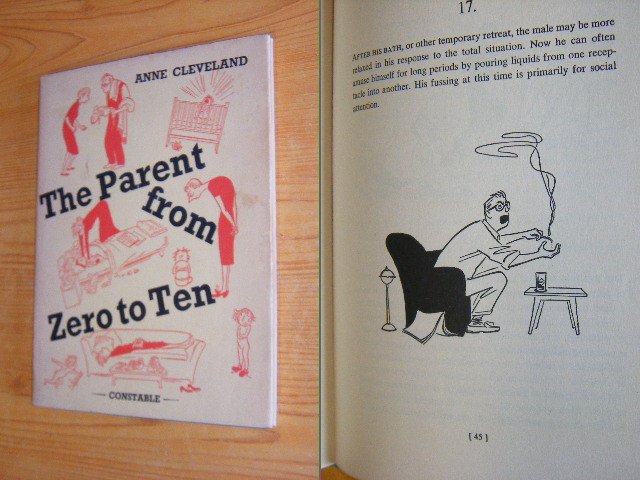 ANNE CLEVELAND
The Parent
from
Zero to Ten
CONSTABLE
17.
AFTER HIS BATH, or other temporary retreat, the male may be more
relaxed in his response to the total situation. Now he can often
amuse himself for long periods by pouring liquids from one recep-
tacle into another. His fussing at this time is primarily for social
attention.
[ 45 ]